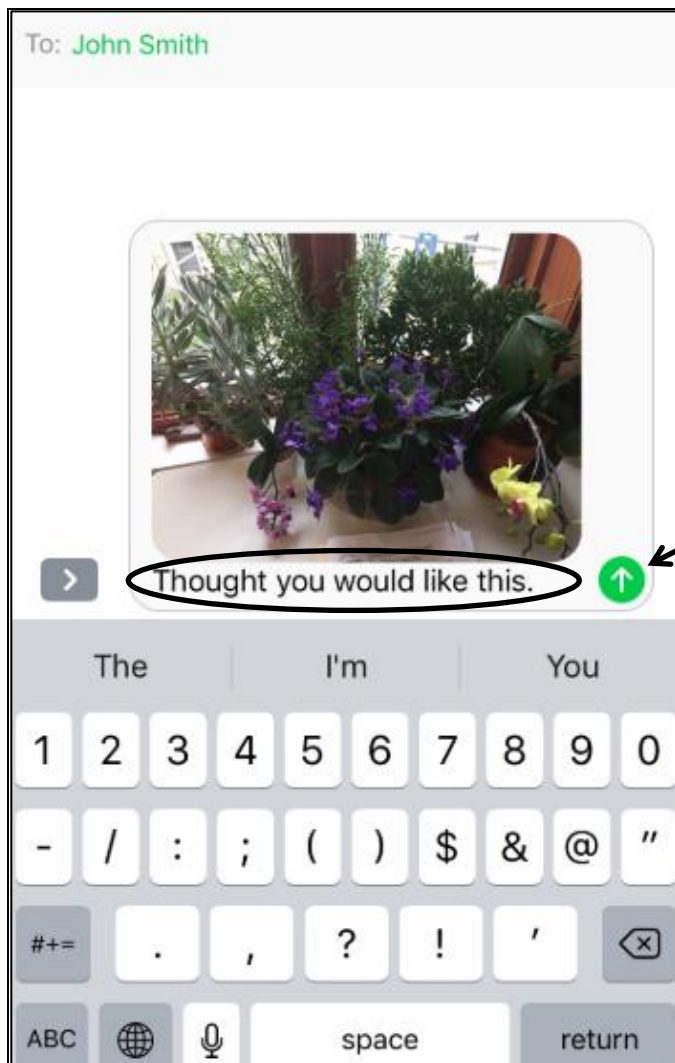 To: John Smith
Thought you would like this.
The I'm You
1 2 3 4 5 6 7 8 9 0
- / : ; ( ) $ & @ "
#+= . , ? ! '
ABC space return